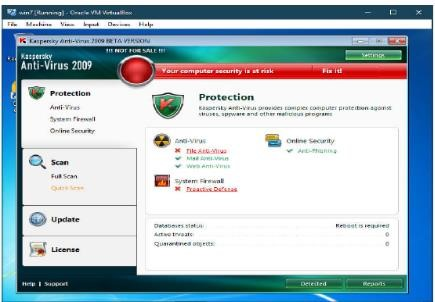 win7 [Running] - Oracle VM VirtualBox
File Machine View Input Devices Help
Kaspersky Anti-Virus 2009 BETA VERSION
!!! NOT FOR SALE !!!
Kaspersky
Anti-Virus 2009
Settings
Your computer security is at risk
Fix it!
Protection
Anti-Virus
System Firewall
Online Security
Scan
Full Scan
Quick Scan
Update
License
Protection
Kaspersky Anti-Virus provides complex computer protection against
viruses, spyware and other malicious programs
Anti-Virus
File Anti-Virus
Mail Anti-Virus
Web Anti-Virus
Online Security
Anti-Phishing
System Firewall
Proactive Defense
Databases status: Reboot is required
Active threats: 0
Quarantined objects: 0
Help | Support
Detected
Reports